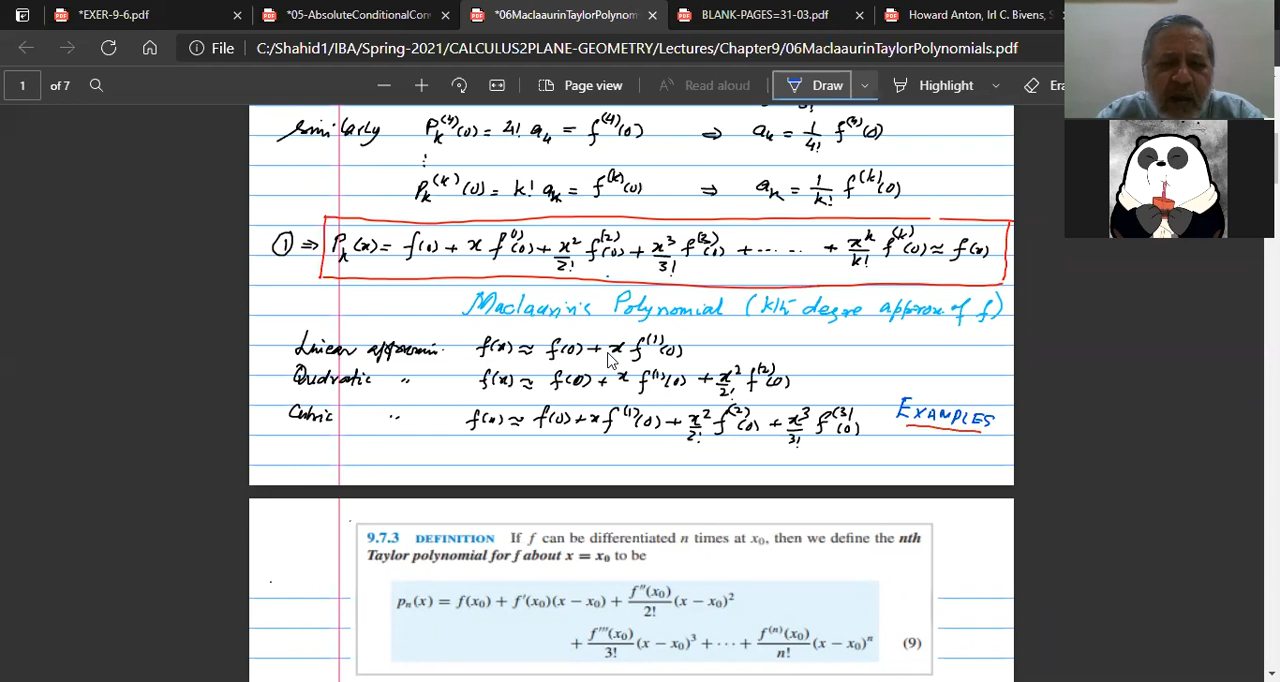 *EXER-9-6.pdf
*05-AbsoluteConditionalCon
*06MaclaaurinTaylorPolynom
BLANK-PAGES=31-03.pdf
Howard Anton, Irl C. Bivens, S
File
C:/Shahid1/IBA/Spring-2021/CALCULUS2PLANE-GEOMETRY/Lectures/Chapter9/06MaclaaurinTaylorPolynomials.pdf
1 of 7
Page view
Read aloud
Draw
Highlight
Era
Similarly P_k^(4)(0) = 4! a_4 = f^(4)(0) ⇒ a_4 = 1/4! f^(4)(0)
⋮
P_k^(k)(0) = k! a_k = f^(k)(0) ⇒ a_k = 1/k! f^(k)(0)
① ⇒ P_k(x) = f(0) + x f^(1)(0) + x²/2! f^(2)(0) + x³/3! f^(3)(0) + ...... + x^k/k! f^(k)(0) ≈ f(x)
Maclaurin's Polynomial (kth degree approx. of f)
Linear approxim. f(x) ≈ f(0) + x f^(1)(0)
Quadratic " f(x) ≈ f(0) + x f^(1)(0) + x²/2! f^(2)(0)
Cubic " f(x) ≈ f(0) + x f^(1)(0) + x²/2! f^(2)(0) + x³/3! f^(3)(0) EXAMPLES
9.7.3 DEFINITION If f can be differentiated n times at x₀, then we define the nth
Taylor polynomial for f about x = x₀ to be
pₙ(x) = f(x₀) + f′(x₀)(x − x₀) + f″(x₀)/2! (x − x₀)²
+ f‴(x₀)/3! (x − x₀)³ + ··· + f^(n)(x₀)/n! (x − x₀)ⁿ (9)